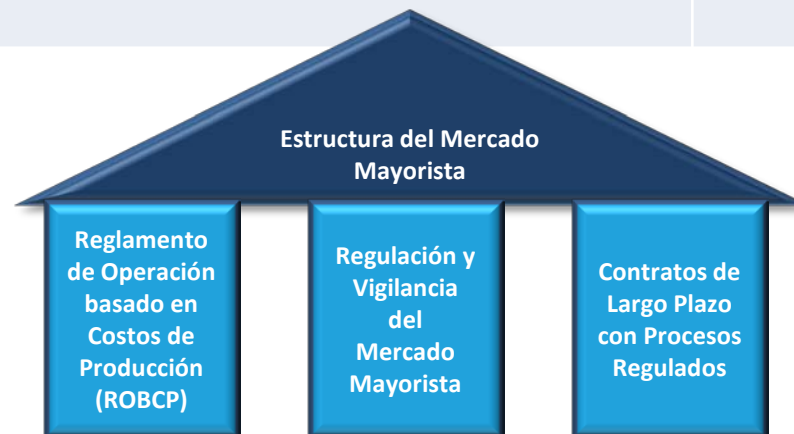 Estructura del Mercado
Mayorista
Reglamento
de Operación
basado en
Costos de
Producción
(ROBCP)
Regulación y
Vigilancia
del
Mercado
Mayorista
Contratos de
Largo Plazo
con Procesos
Regulados